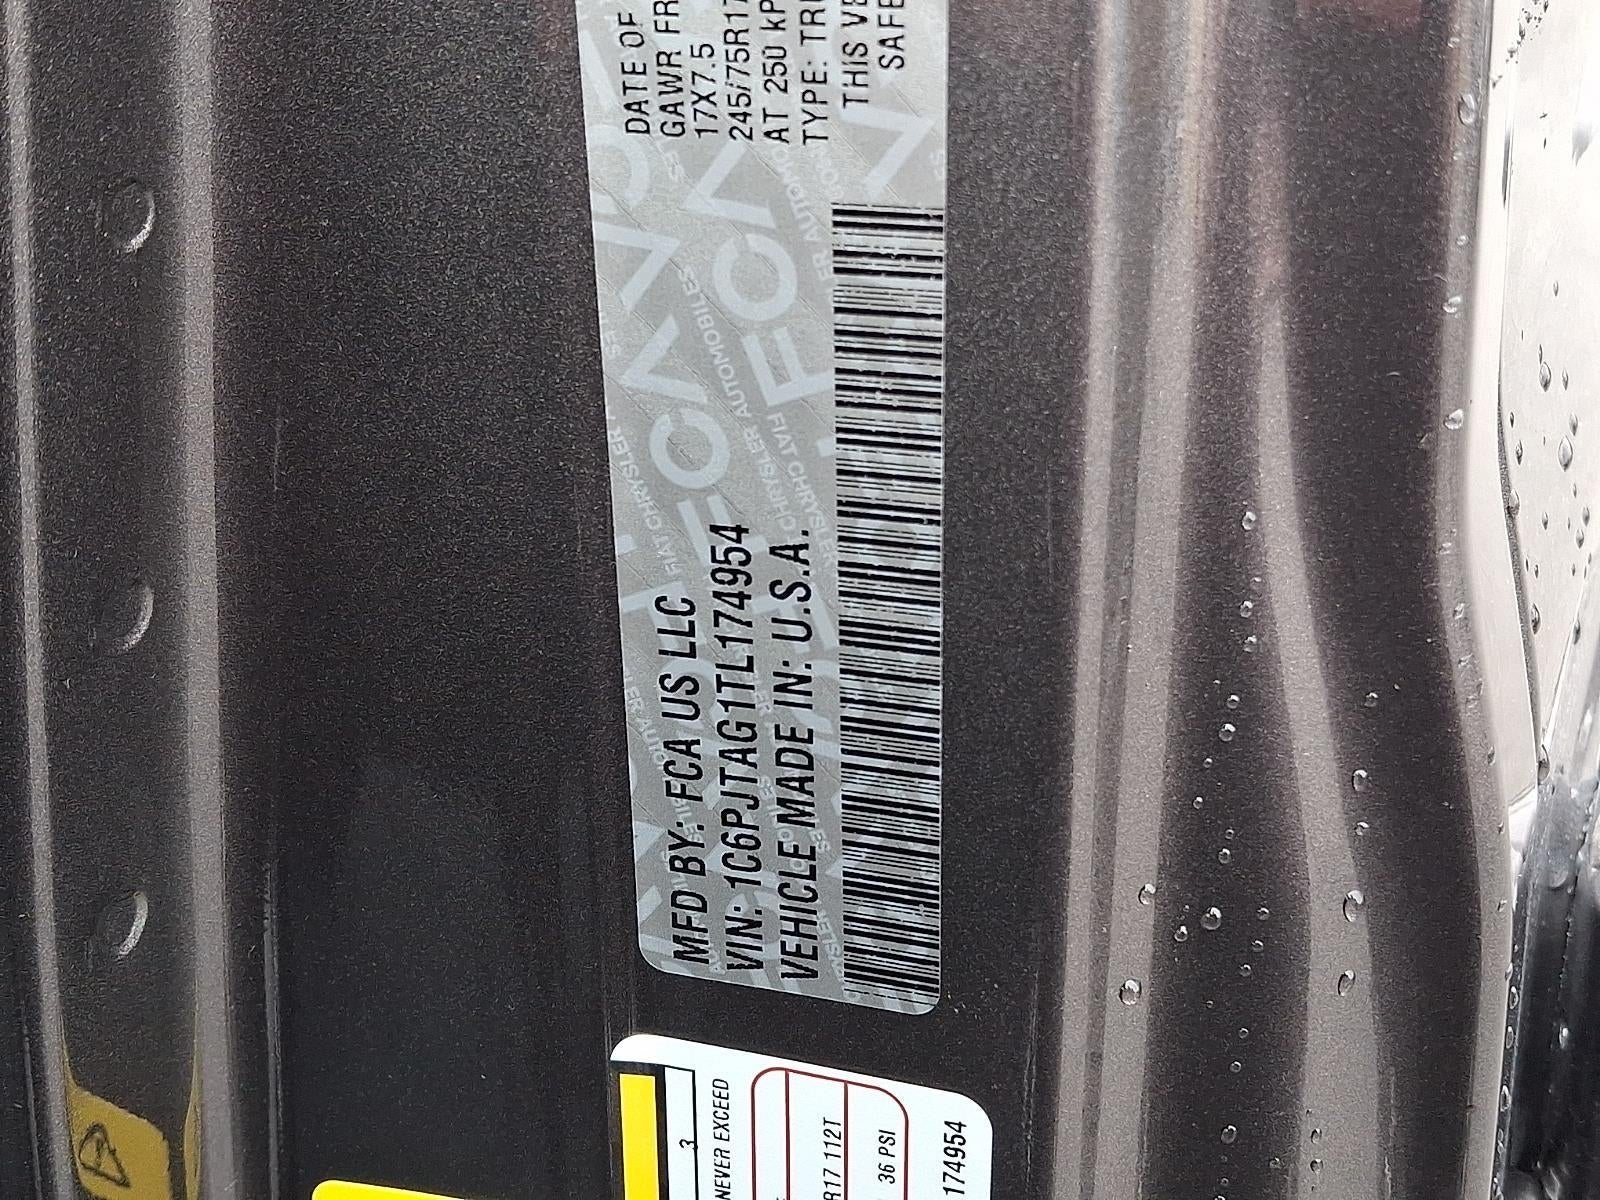 MFD BY: FCA US LLC
VIN: 1C6PJTAG1TL174954
VEHICLE MADE IN: U.S.A.
DATE OF
GAWR FR
17X7.5
245/75R17
AT 250 KP
TYPE: TRU
THIS VE
SAFE
3
NEVER EXCEED
R17 112T
36 PSI
174954